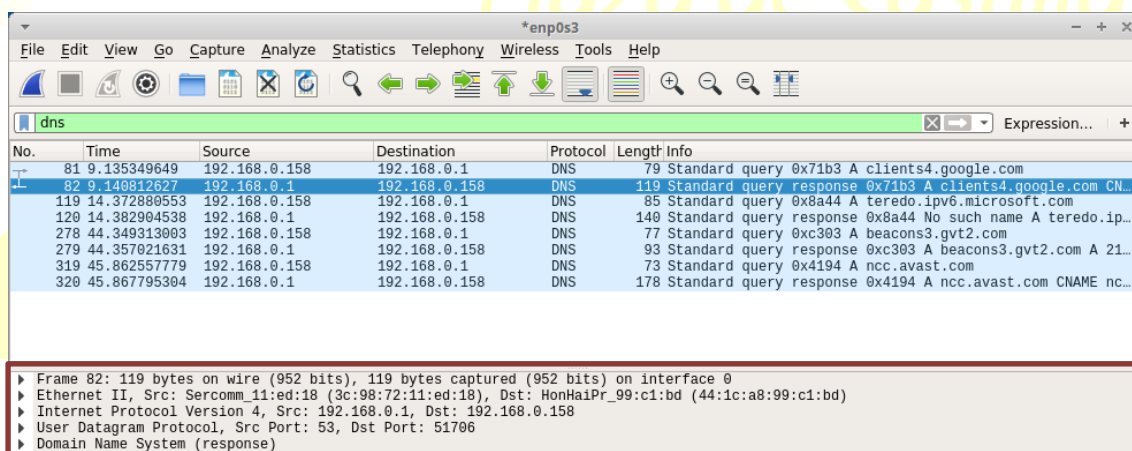 *enp0s3
File Edit View Go Capture Analyze Statistics Telephony Wireless Tools Help
dns Expression... +
No. Time Source Destination Protocol Length Info
81 9.135349649 192.168.0.158 192.168.0.1 DNS 79 Standard query 0x71b3 A clients4.google.com
82 9.140812627 192.168.0.1 192.168.0.158 DNS 119 Standard query response 0x71b3 A clients4.google.com CN…
119 14.372880553 192.168.0.158 192.168.0.1 DNS 85 Standard query 0x8a44 A teredo.ipv6.microsoft.com
120 14.382904538 192.168.0.1 192.168.0.158 DNS 140 Standard query response 0x8a44 No such name A teredo.ip…
278 44.349313003 192.168.0.158 192.168.0.1 DNS 77 Standard query 0xc303 A beacons3.gvt2.com
279 44.357021631 192.168.0.1 192.168.0.158 DNS 93 Standard query response 0xc303 A beacons3.gvt2.com A 21…
319 45.862557779 192.168.0.158 192.168.0.1 DNS 73 Standard query 0x4194 A ncc.avast.com
320 45.867795304 192.168.0.1 192.168.0.158 DNS 178 Standard query response 0x4194 A ncc.avast.com CNAME nc…
Frame 82: 119 bytes on wire (952 bits), 119 bytes captured (952 bits) on interface 0
Ethernet II, Src: Sercomm_11:ed:18 (3c:98:72:11:ed:18), Dst: HonHaiPr_99:c1:bd (44:1c:a8:99:c1:bd)
Internet Protocol Version 4, Src: 192.168.0.1, Dst: 192.168.0.158
User Datagram Protocol, Src Port: 53, Dst Port: 51706
Domain Name System (response)